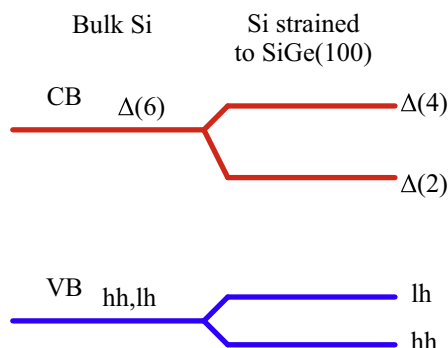 Bulk Si
Si strained
to SiGe(100)
CB
Δ(6)
Δ(4)
Δ(2)
VB
hh,lh
lh
hh